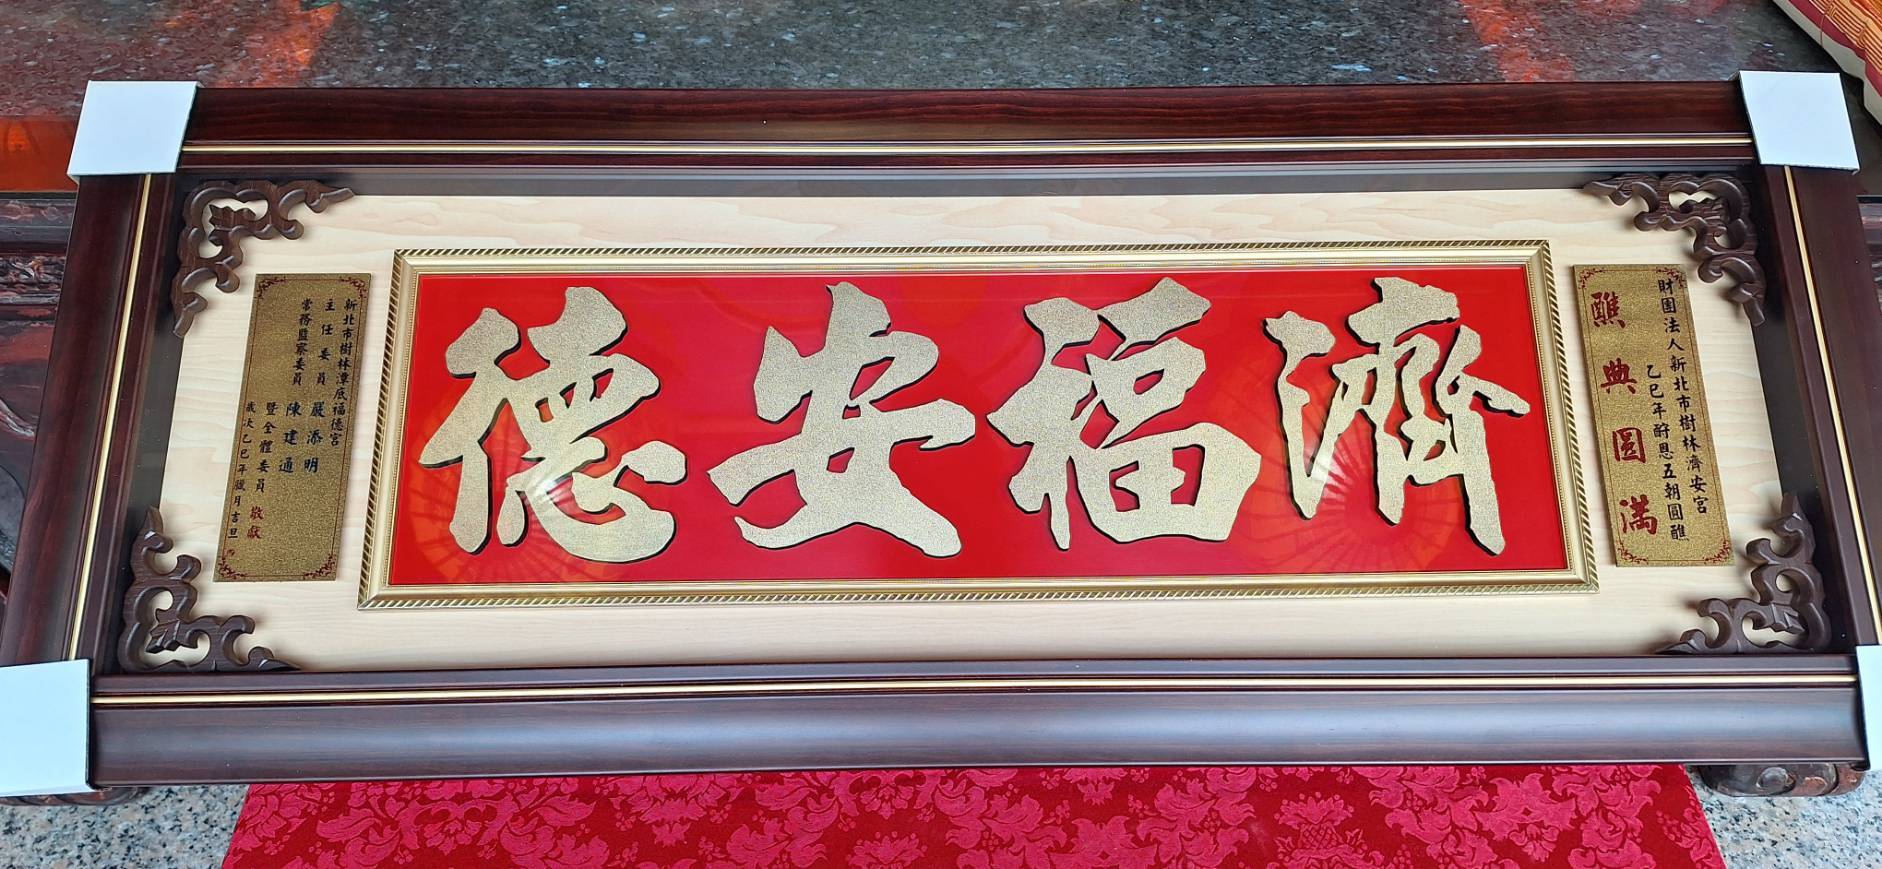 財團法人新北市樹林濟安宮
乙巳年酧恩五朝圓醮
醮典圓滿
濟福安德
新北市樹林潭底福德宮
主任委員 嚴添明
常務監察委員 陳建通
暨全體委員 敬獻
歲次乙巳年臘月吉旦